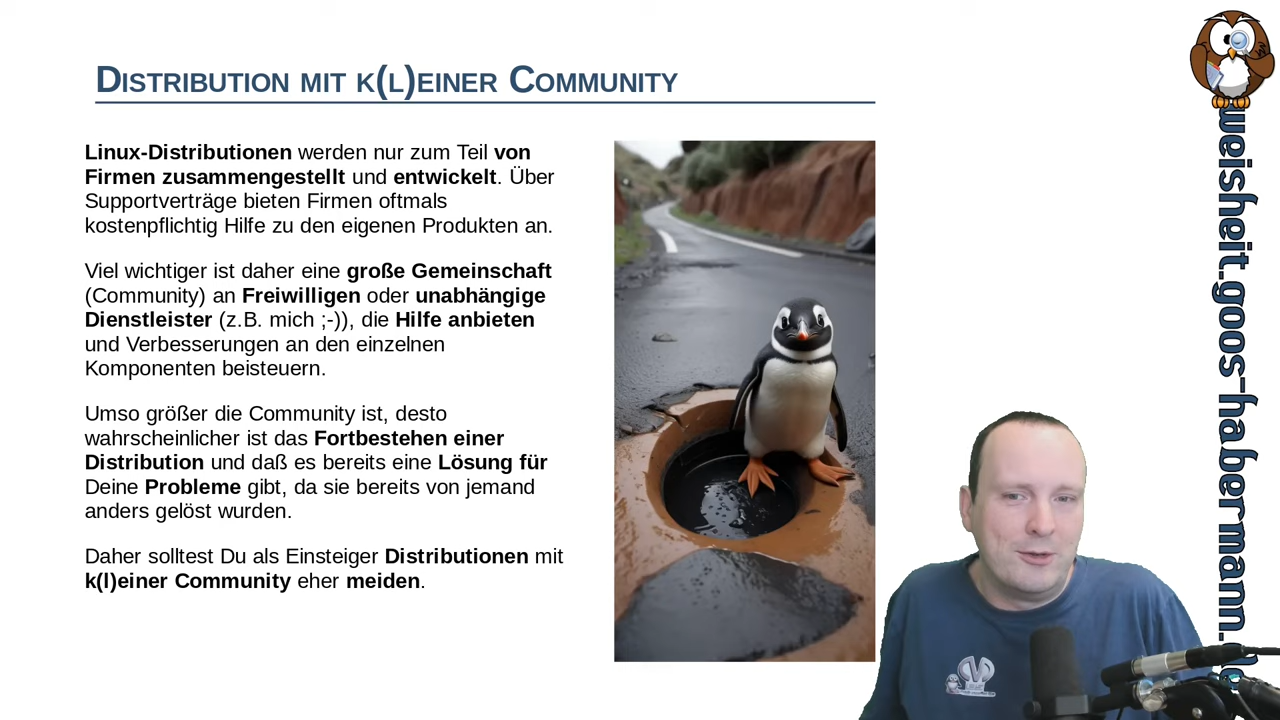 Distribution mit k(l)einer Community
Linux-Distributionen werden nur zum Teil von
Firmen zusammengestellt und entwickelt. Über
Supportverträge bieten Firmen oftmals
kostenpflichtig Hilfe zu den eigenen Produkten an.
Viel wichtiger ist daher eine große Gemeinschaft
(Community) an Freiwilligen oder unabhängige
Dienstleister (z.B. mich ;-)), die Hilfe anbieten
und Verbesserungen an den einzelnen
Komponenten beisteuern.
Umso größer die Community ist, desto
wahrscheinlicher ist das Fortbestehen einer
Distribution und daß es bereits eine Lösung für
Deine Probleme gibt, da sie bereits von jemand
anders gelöst wurden.
Daher solltest Du als Einsteiger Distributionen mit
k(l)einer Community eher meiden.
weisheit.goos-habermann.de